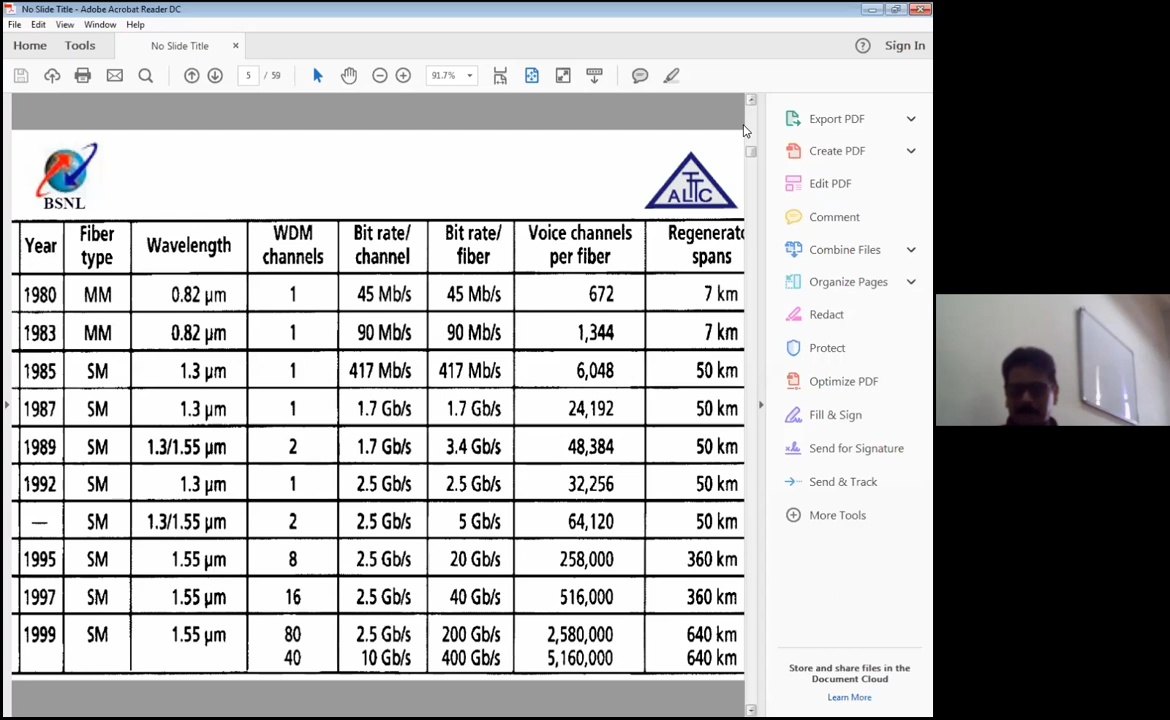 No Slide Title - Adobe Acrobat Reader DC
File Edit View Window Help
Home Tools No Slide Title × Sign In
5 / 59 91.7%
BSNL
ALTTC
Year Fiber type Wavelength WDM channels Bit rate/ channel Bit rate/ fiber Voice channels per fiber spans
1980 MM 0.82 µm 1 45 Mb/s 45 Mb/s 672 7 km
1983 MM 0.82 µm 1 90 Mb/s 90 Mb/s 1,344 7 km
1985 SM 1.3 µm 1 417 Mb/s 417 Mb/s 6,048 50 km
1987 SM 1.3 µm 1 1.7 Gb/s 1.7 Gb/s 24,192 50 km
1989 SM 1.3/1.55 µm 2 1.7 Gb/s 3.4 Gb/s 48,384 50 km
1992 SM 1.3 µm 1 2.5 Gb/s 2.5 Gb/s 32,256 50 km
— SM 1.3/1.55 µm 2 2.5 Gb/s 5 Gb/s 64,120 50 km
1995 SM 1.55 µm 8 2.5 Gb/s 20 Gb/s 258,000 360 km
1997 SM 1.55 µm 16 2.5 Gb/s 40 Gb/s 516,000 360 km
1999 SM 1.55 µm 80 2.5 Gb/s 200 Gb/s 2,580,000 640 km
40 10 Gb/s 400 Gb/s 5,160,000 640 km
Export PDF
Create PDF
Edit PDF
Comment
Combine Files
Organize Pages
Redact
Protect
Optimize PDF
Fill & Sign
Send for Signature
Send & Track
More Tools
Store and share files in the
Document Cloud
Learn More